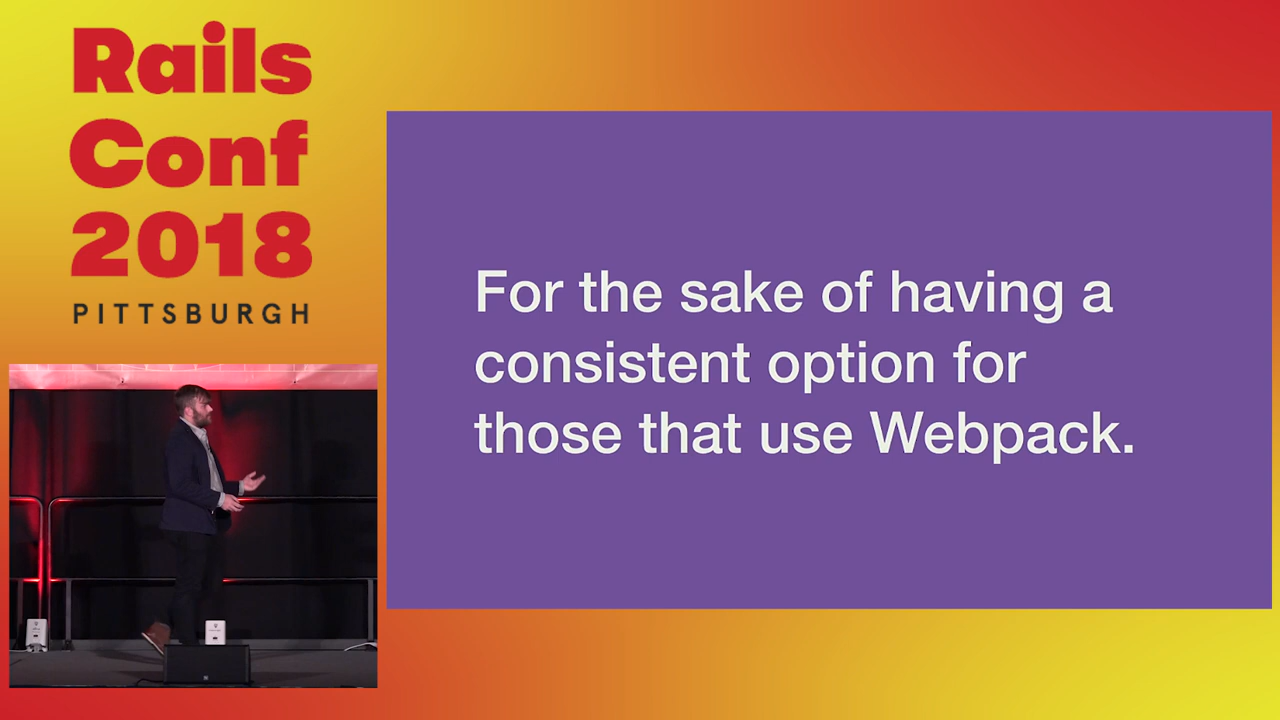 Rails
Conf
2018
PITTSBURGH
For the sake of having a
consistent option for
those that use Webpack.